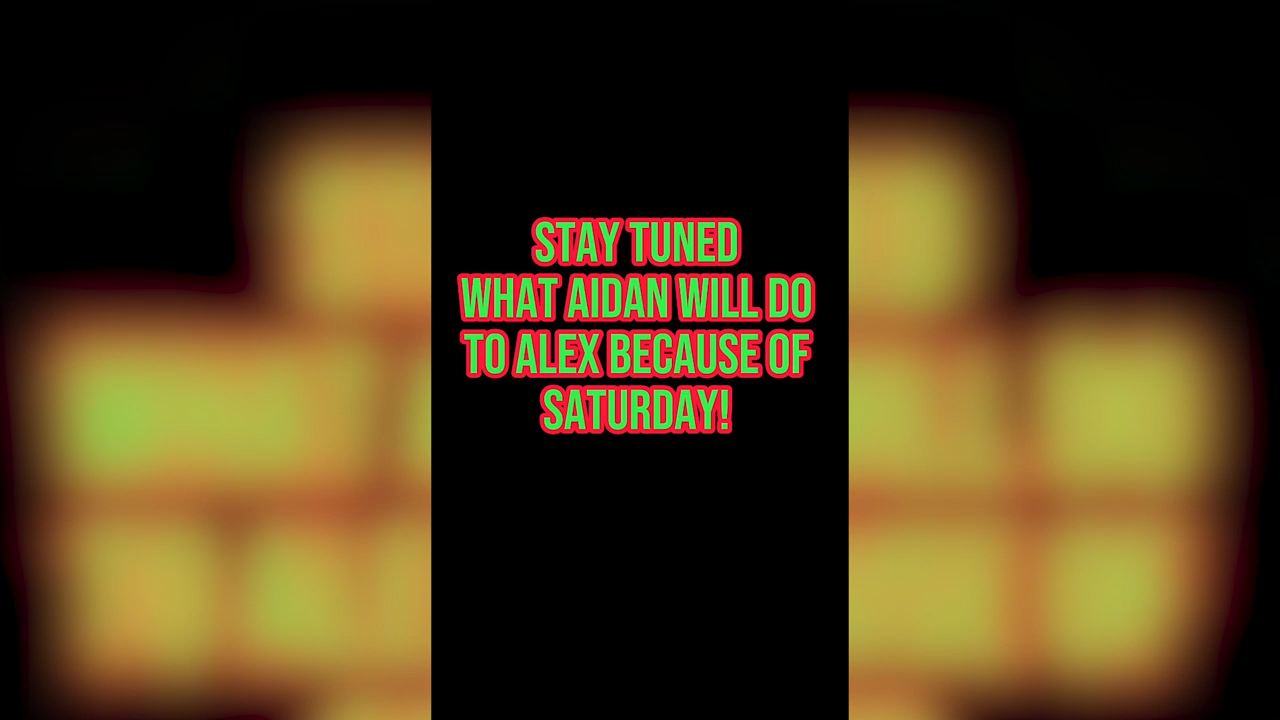 STAY TUNED
WHAT AIDAN WILL DO
TO ALEX BECAUSE OF
SATURDAY!